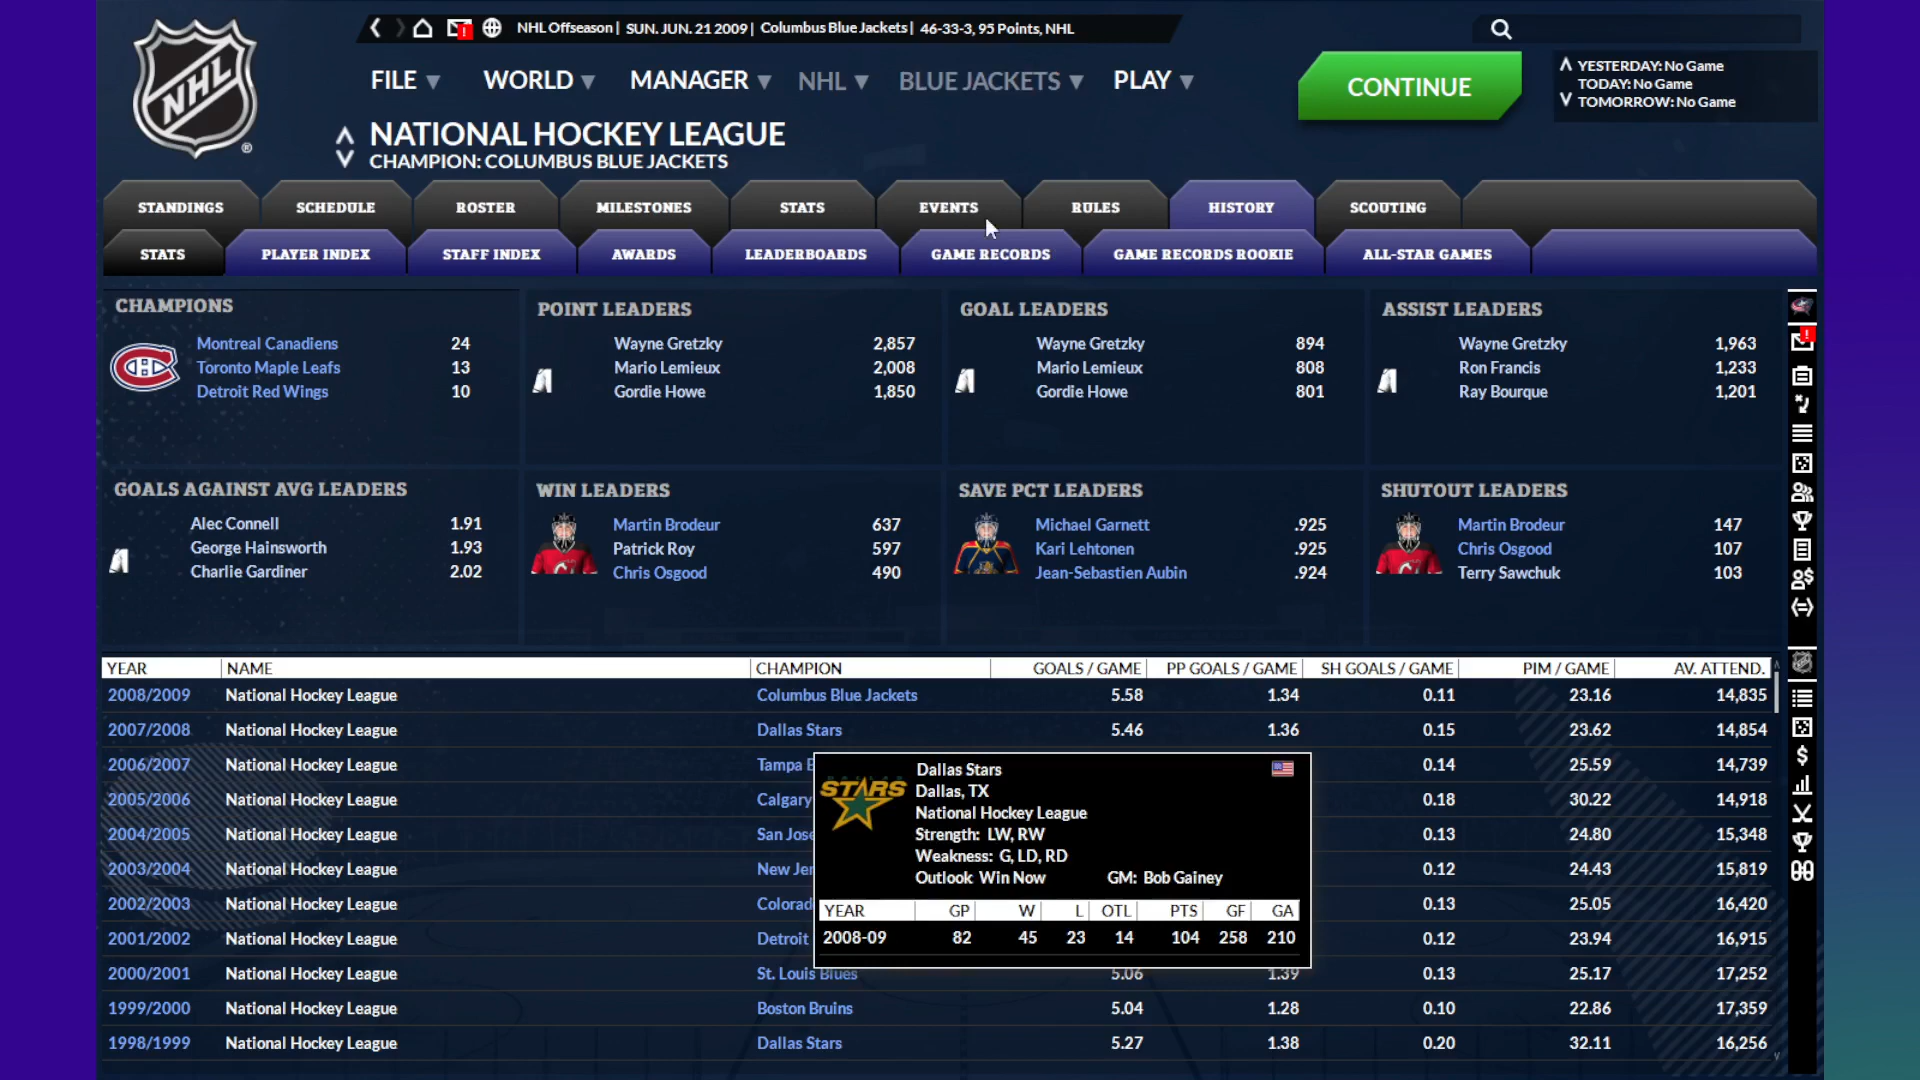 NHL Offseason | SUN. JUN. 21 2009 | Columbus Blue Jackets | 46-33-3, 95 Points, NHL
FILE WORLD MANAGER NHL BLUE JACKETS PLAY
CONTINUE
YESTERDAY: No Game
TODAY: No Game
TOMORROW: No Game
NHL
NATIONAL HOCKEY LEAGUE
CHAMPION: COLUMBUS BLUE JACKETS
STANDINGS SCHEDULE ROSTER MILESTONES STATS EVENTS RULES HISTORY SCOUTING
STATS PLAYER INDEX STAFF INDEX AWARDS LEADERBOARDS GAME RECORDS GAME RECORDS ROOKIE ALL-STAR GAMES
CHAMPIONS
Montreal Canadiens 24
Toronto Maple Leafs 13
Detroit Red Wings 10
POINT LEADERS
Wayne Gretzky 2,857
Mario Lemieux 2,008
Gordie Howe 1,850
GOAL LEADERS
Wayne Gretzky 894
Mario Lemieux 808
Gordie Howe 801
ASSIST LEADERS
Wayne Gretzky 1,963
Ron Francis 1,233
Ray Bourque 1,201
GOALS AGAINST AVG LEADERS
Alec Connell 1.91
George Hainsworth 1.93
Charlie Gardiner 2.02
WIN LEADERS
Martin Brodeur 637
Patrick Roy 597
Chris Osgood 490
SAVE PCT LEADERS
Michael Garnett .925
Kari Lehtonen .925
Jean-Sebastien Aubin .924
SHUTOUT LEADERS
Martin Brodeur 147
Chris Osgood 107
Terry Sawchuk 103
YEAR NAME CHAMPION GOALS / GAME PP GOALS / GAME SH GOALS / GAME PIM / GAME AV. ATTEND.
2008/2009 National Hockey League Columbus Blue Jackets 5.58 1.34 0.11 23.16 14,835
2007/2008 National Hockey League Dallas Stars 5.46 1.36 0.15 23.62 14,854
2006/2007 National Hockey League Tampa 0.14 25.59 14,739
2005/2006 National Hockey League Calgary 0.18 30.22 14,918
2004/2005 National Hockey League San Jose 0.13 24.80 15,348
2003/2004 National Hockey League New Jer 0.12 24.43 15,819
2002/2003 National Hockey League Colorad 0.13 25.05 16,420
2001/2002 National Hockey League Detroit 0.12 23.94 16,915
2000/2001 National Hockey League St. Louis Blues 5.06 1.39 0.13 25.17 17,252
1999/2000 National Hockey League Boston Bruins 5.04 1.28 0.10 22.86 17,359
1998/1999 National Hockey League Dallas Stars 5.27 1.38 0.20 32.11 16,256
STARS
Dallas Stars
Dallas, TX
National Hockey League
Strength: LW, RW
Weakness: G, LD, RD
Outlook: Win Now GM: Bob Gainey
YEAR GP W L OTL PTS GF GA
2008-09 82 45 23 14 104 258 210